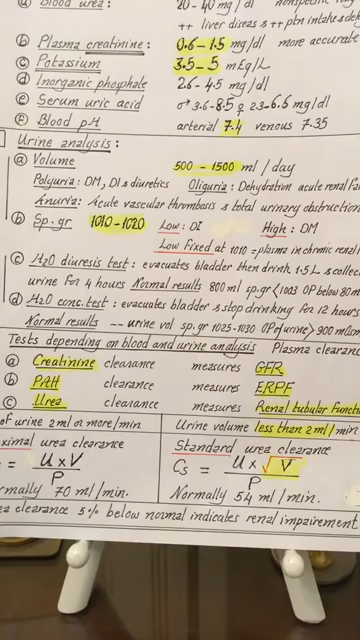 Blood urea: 20-40 mg/dl
++ liver diceas & ++ ptn intake & deh
(b) Plasma creatinine: 0.6-1.5 mg/dl more accurate
(c) Potassium 3.5-5 mEq/L
(d) Inorganic phosphate 2.6-4.5 mg/dl
(e) Serum uric acid ♂ 3.6-8.5 ♀ 2.3-6.6 mg/dl
(f) Blood pH arterial 7.4 venous 7.35
Urine analysis:
(a) Volume 500-1500 ml/day
Polyuria: DM, DI & diuretics Oliguria: Dehydration acute renal fai
Anuria: Acute vascular thrombosis & total urinary obstruction
(b) Sp.gr 1010-1020 Low: DI High: DM
Low Fixed at 1010 = plasma in chronic renal
(c) H2O diuresis test: evacuates bladder then drink 1.5 L & collec
urine for 4 hours Normal results 800 ml sp.gr < 1003 OP below 80 m
(d) H2O conc. test: evacuates bladder & stop drinking for 12 hours
Normal results -- urine vol sp.gr 1025-1030 OP (urine) > 900 mOsm
Tests depending on blood and urine analysis Plasma clearance
(a) Creatinine clearance measures GFR
(b) PAH clearance measures ERPF
(c) Urea clearance measures Renal tubular functi
of urine 2 ml or more/min Urine volume less than 2 ml/min
ximal urea clearance Standard urea clearance
= U x V / P Cs = U x √V / P
rmally 70 ml/min. Normally 54 ml/min.
ea clearance 5% below normal indicates renal impairement